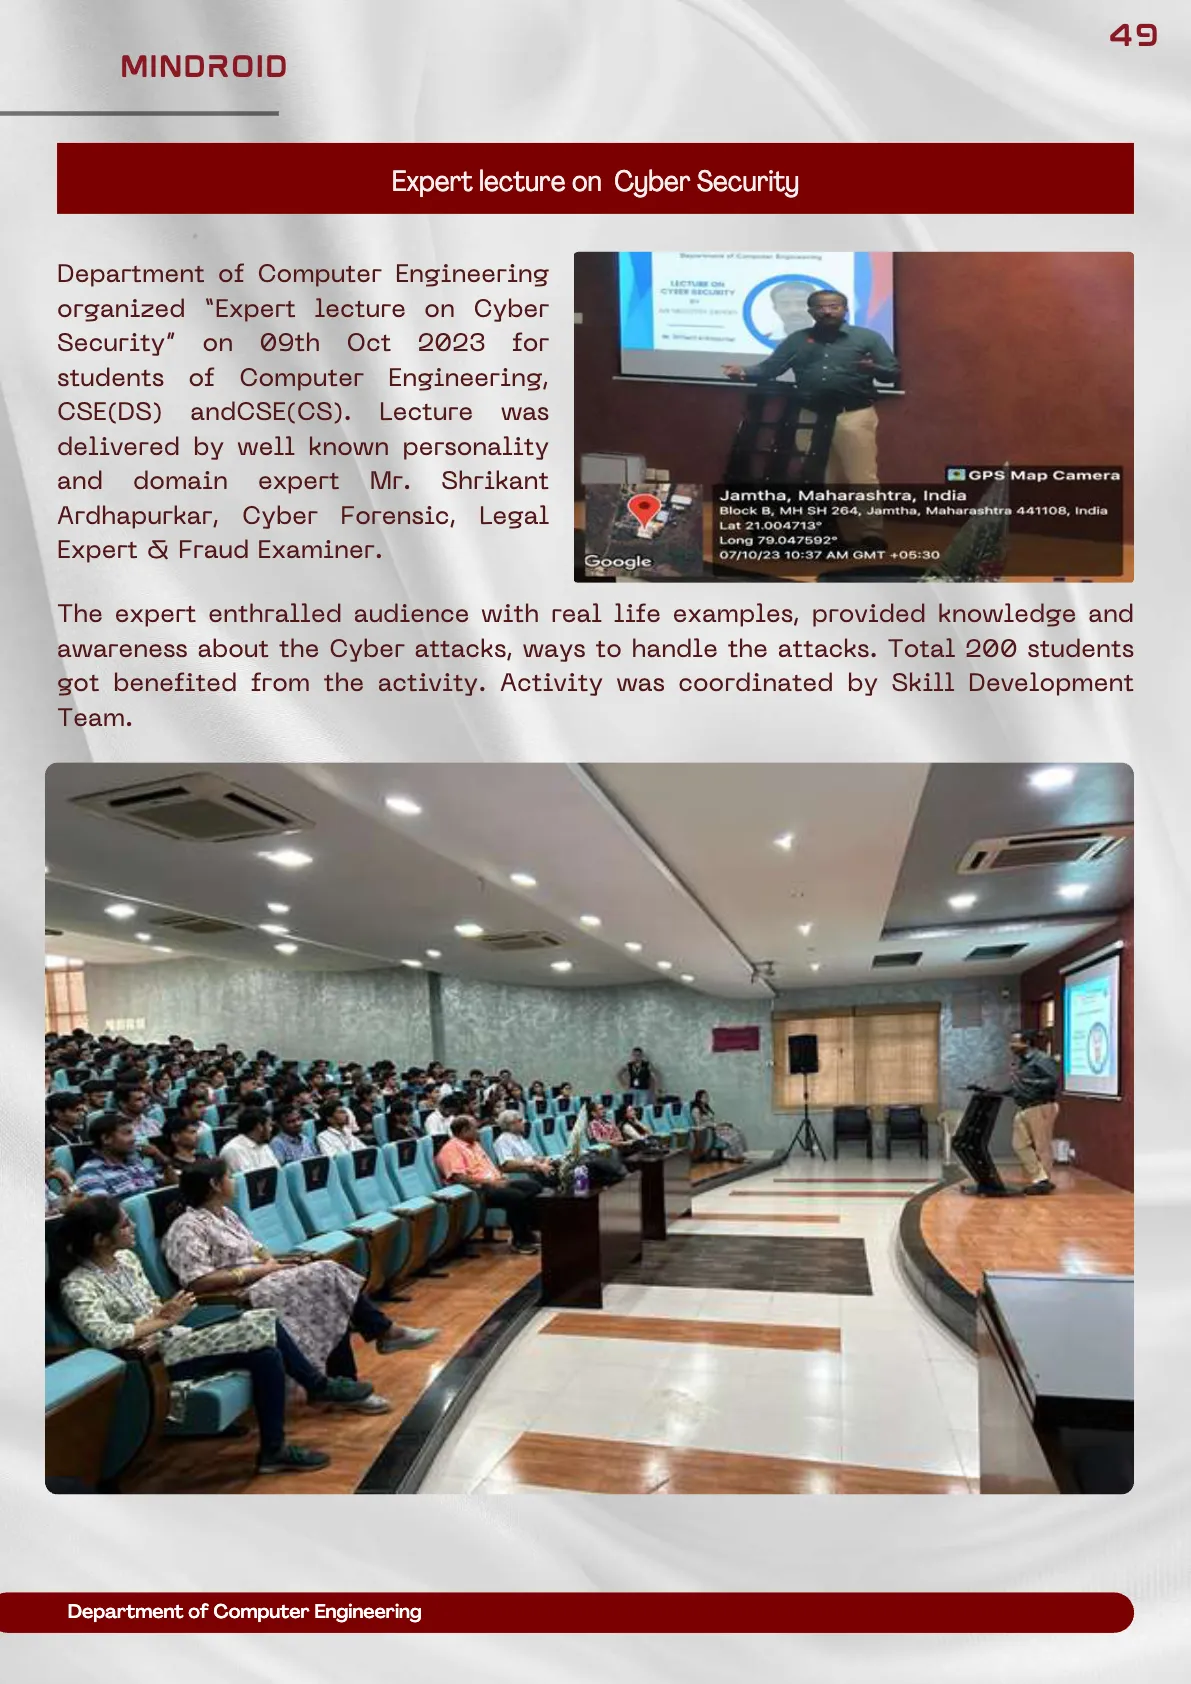 49
MINDROID
Expert lecture on Cyber Security
Department of Computer Engineering
organized "Expert lecture on Cyber
Security" on 09th Oct 2023 for
students of Computer Engineering,
CSE(DS) andCSE(CS). Lecture was
delivered by well known personality
and domain expert Mr. Shrikant
Ardhapurkar, Cyber Forensic, Legal
Expert & Fraud Examiner.
Department of Computer Engineering
LECTURE ON
CYBER SECURITY
BY
GPS Map Camera
Jamtha, Maharashtra, India
Block B, MH SH 264, Jamtha, Maharashtra 441108, India
Lat 21.004713°
Long 79.047592°
07/10/23 10:37 AM GMT +05:30
Google
The expert enthralled audience with real life examples, provided knowledge and
awareness about the Cyber attacks, ways to handle the attacks. Total 200 students
got benefited from the activity. Activity was coordinated by Skill Development
Team.
Department of Computer Engineering